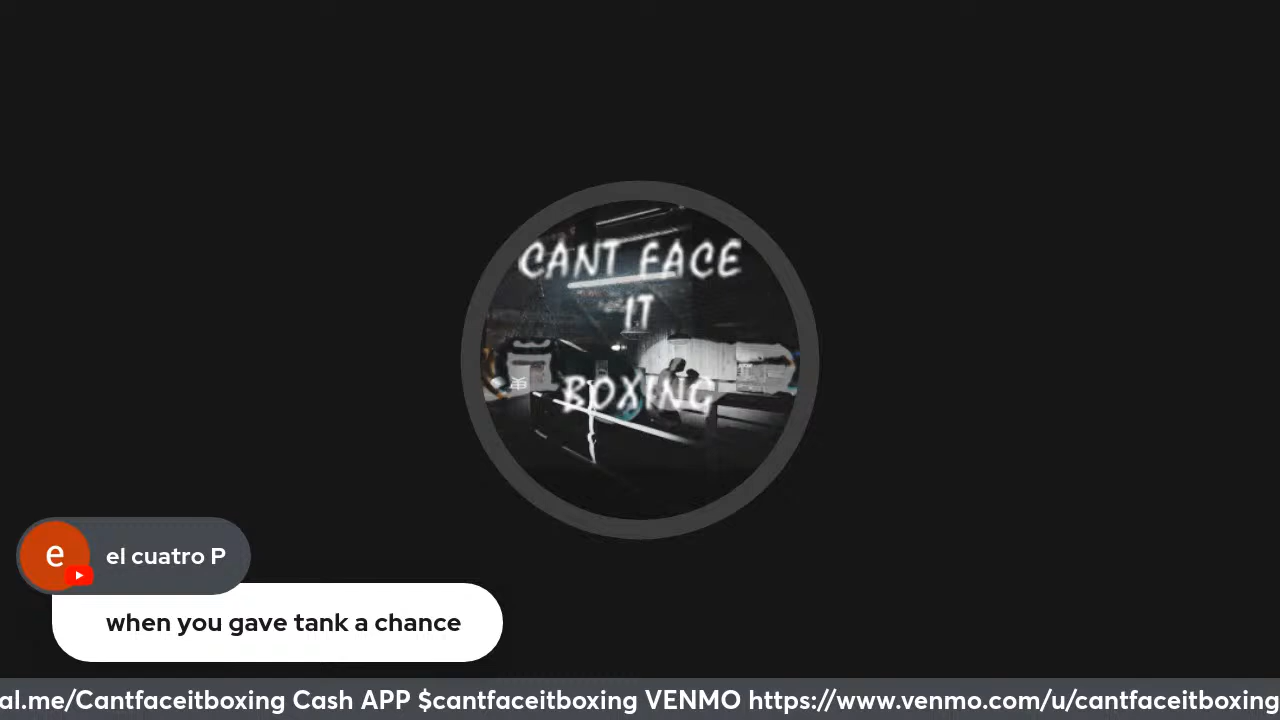 CANT FACE
IT
BOXING
e
el cuatro P
when you gave tank a chance
al.me/Cantfaceitboxing Cash APP $cantfaceitboxing VENMO https://www.venmo.com/u/cantfaceitboxing